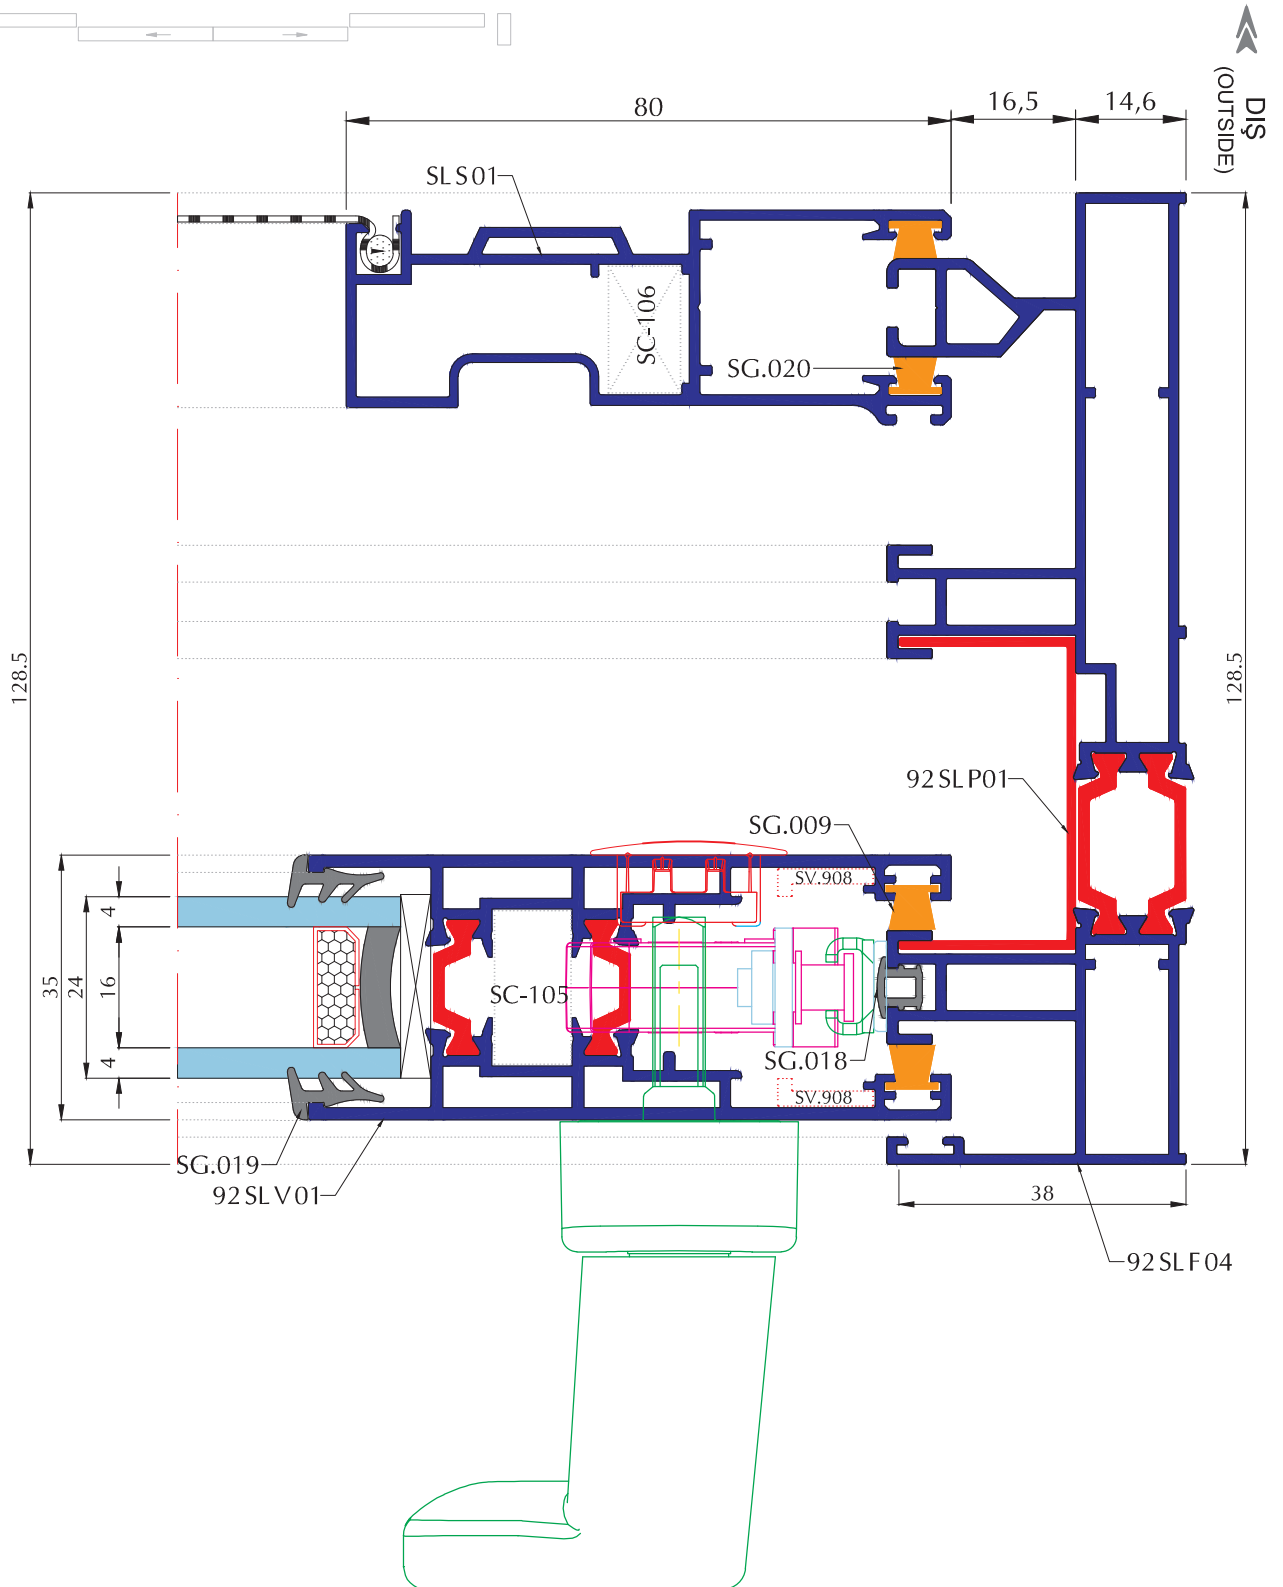 DIŞ
(OUTSIDE)
80
16,5
14,6
SLS01
SC-106
SG.020
128.5
128.5
92SLP01
SG.009
SV.908
4
35
24
16
SC-105
4
SG.018
SV.908
SG.019
92SLV01
38
92SLF04